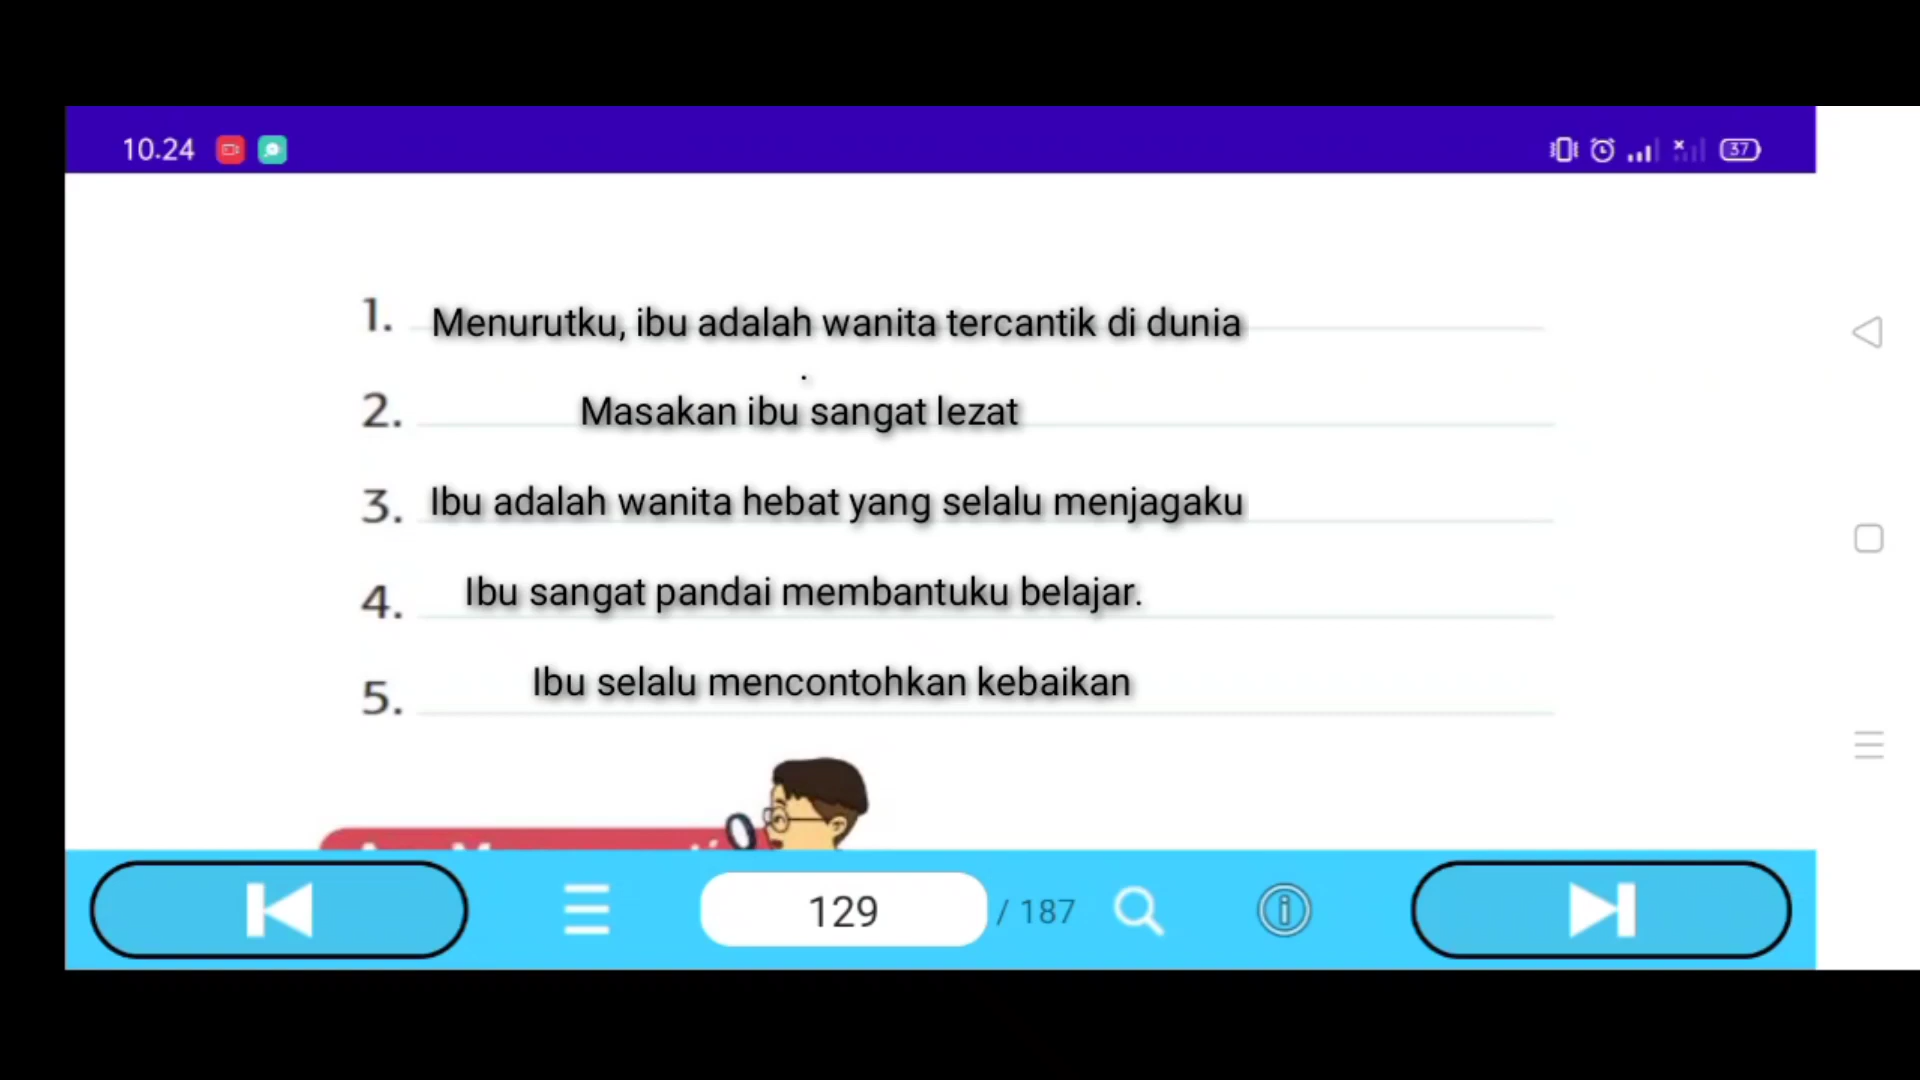 10.24
37
1. Menurutku, ibu adalah wanita tercantik di dunia
.
2. Masakan ibu sangat lezat
3. Ibu adalah wanita hebat yang selalu menjagaku
4. Ibu sangat pandai membantuku belajar.
5. Ibu selalu mencontohkan kebaikan
129 / 187